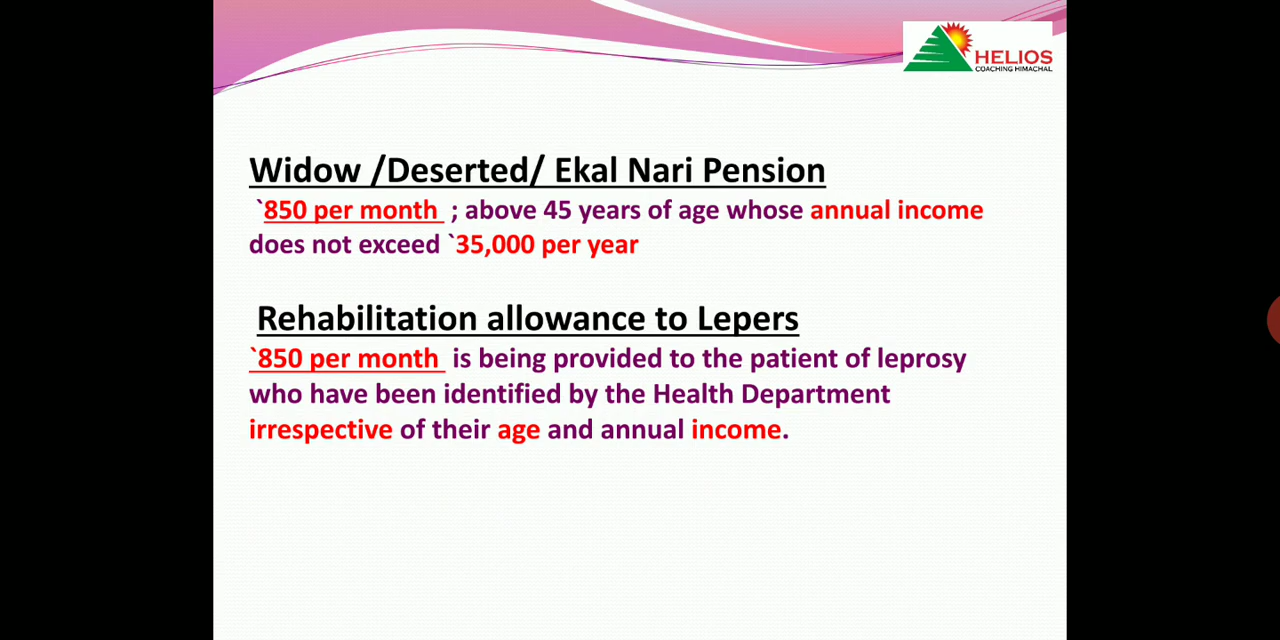 HELIOS
COACHING HIMACHAL
Widow /Deserted/ Ekal Nari Pension
`850 per month ; above 45 years of age whose annual income
does not exceed `35,000 per year
Rehabilitation allowance to Lepers
`850 per month is being provided to the patient of leprosy
who have been identified by the Health Department
irrespective of their age and annual income.